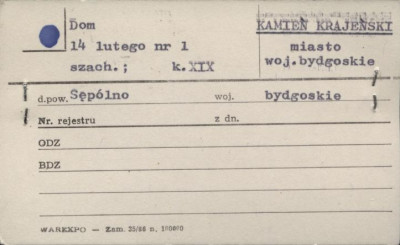 Dom KAMIEŃ KRAJEŃSKI
14 lutego nr 1 miasto
szach.; k.XIX woj.bydgoskie
d.pow. Sępólno woj. bydgoskie
Nr. rejestru z dn.
ODZ
BDZ
WAREXPO — Zam. 25/66 n. 100000